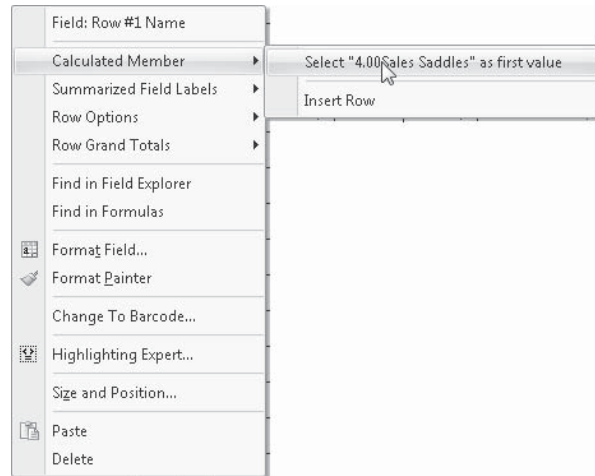 Field: Row #1 Name
Calculated Member
Select "4.00Sales Saddles" as first value
Insert Row
Summarized Field Labels
Row Options
Row Grand Totals
Find in Field Explorer
Find in Formulas
Format Field...
Format Painter
Change To Barcode...
Highlighting Expert...
Size and Position...
Paste
Delete